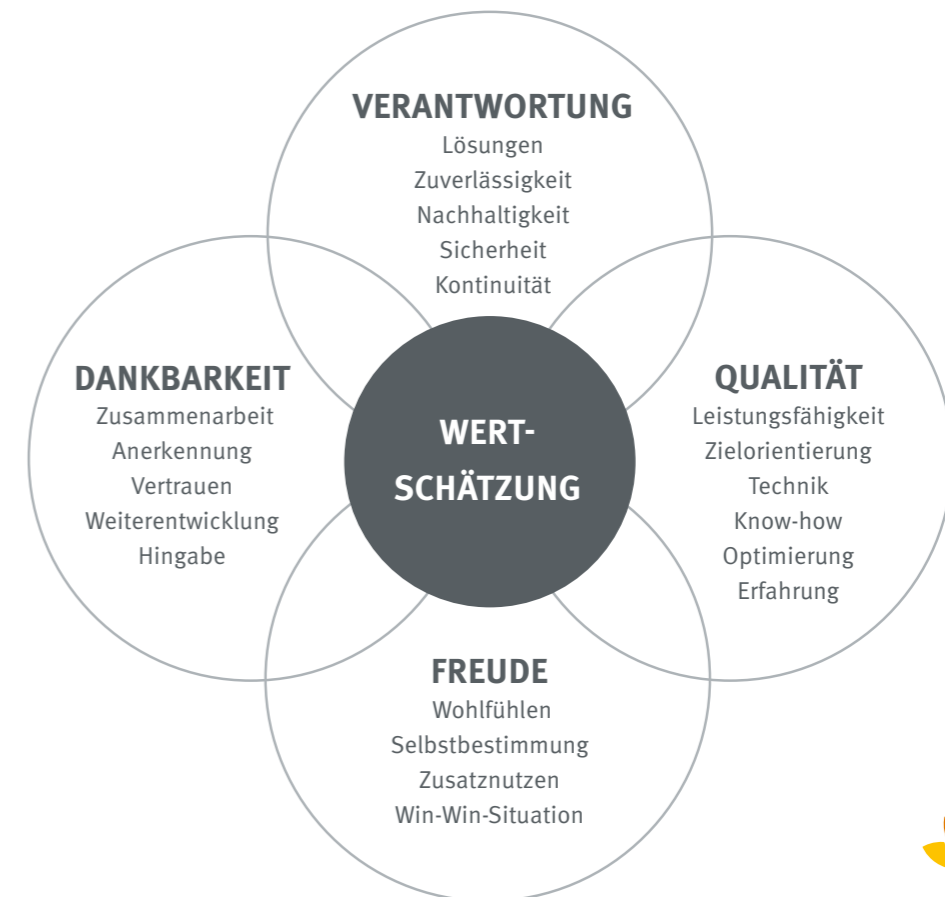 VERANTWORTUNG
Lösungen
Zuverlässigkeit
Nachhaltigkeit
Sicherheit
Kontinuität
DANKBARKEIT
Zusammenarbeit
Anerkennung
Vertrauen
Weiterentwicklung
Hingabe
WERT-
SCHÄTZUNG
QUALITÄT
Leistungsfähigkeit
Zielorientierung
Technik
Know-how
Optimierung
Erfahrung
FREUDE
Wohlfühlen
Selbstbestimmung
Zusatznutzen
Win-Win-Situation